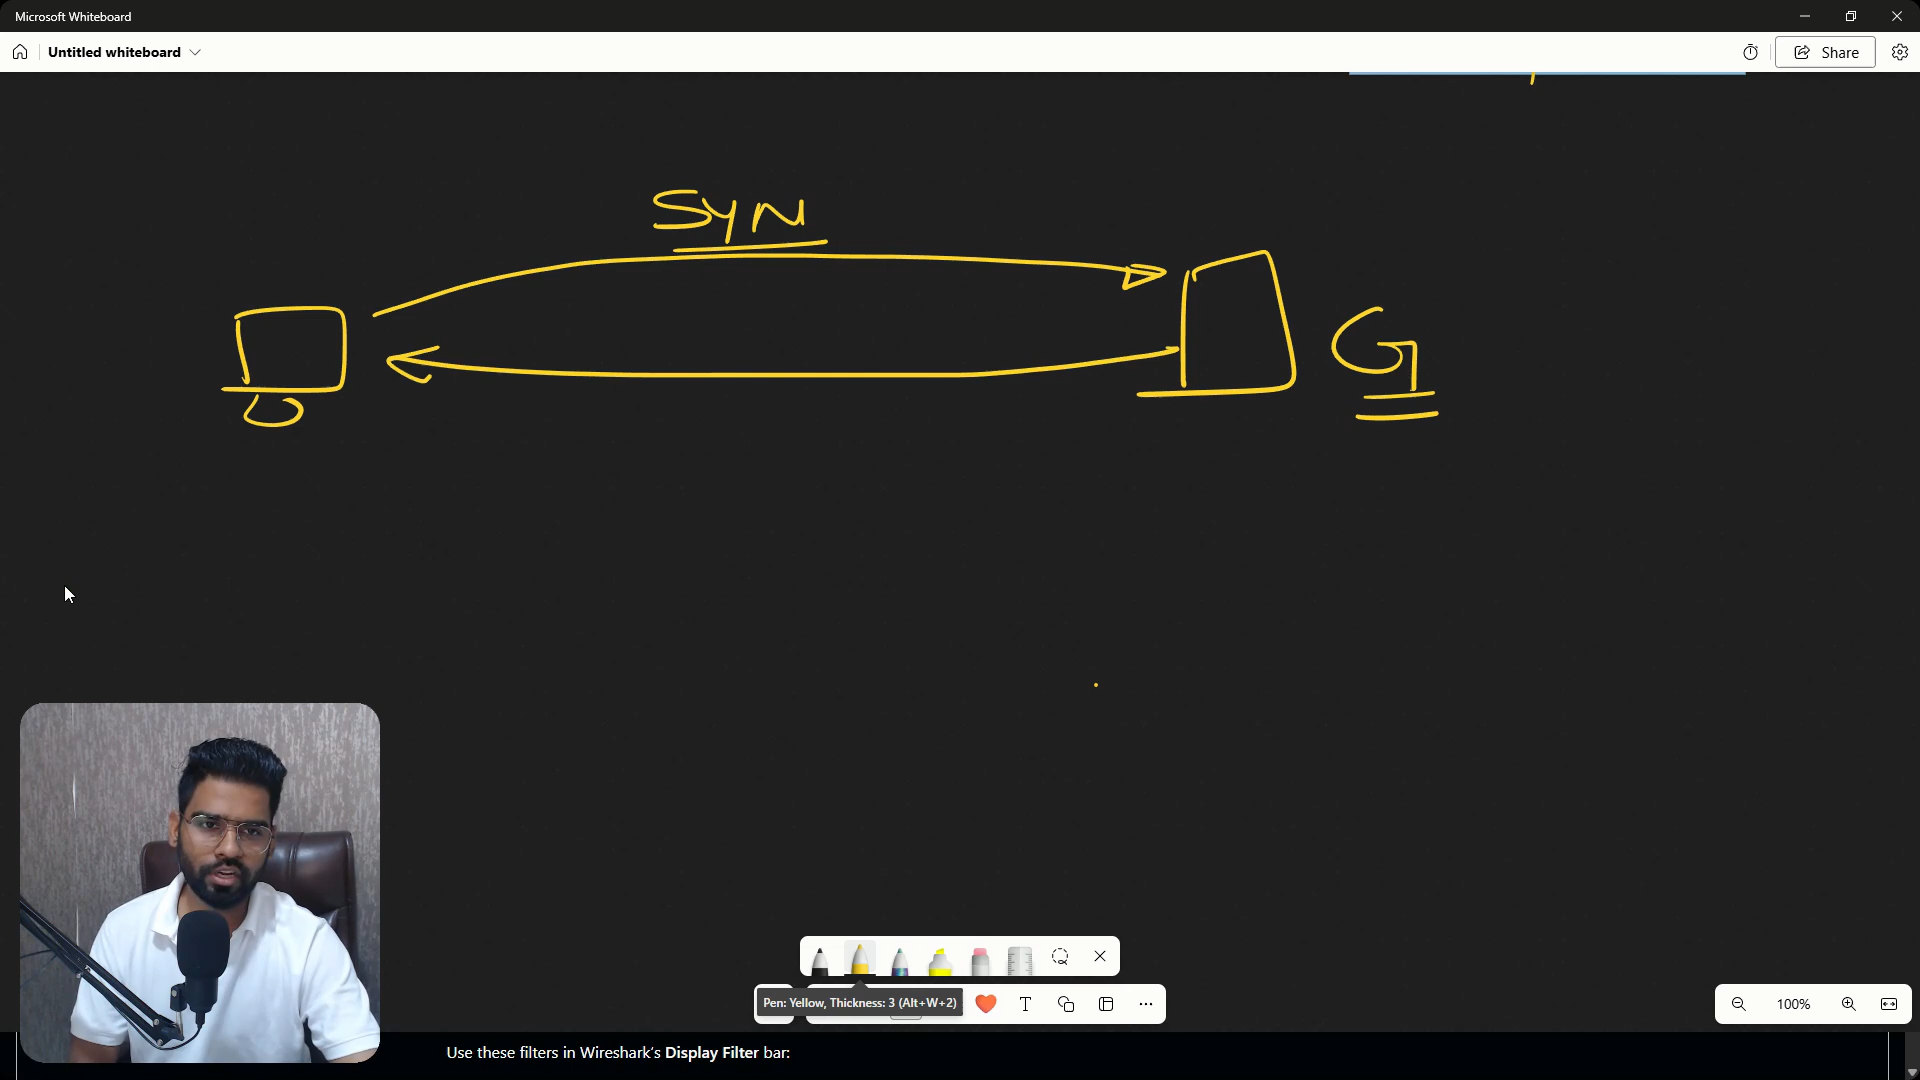 Microsoft Whiteboard
Untitled whiteboard
Share
SYN
G
Pen: Yellow, Thickness: 3 (Alt+W+2)
T
100%
Use these filters in Wireshark's Display Filter bar: